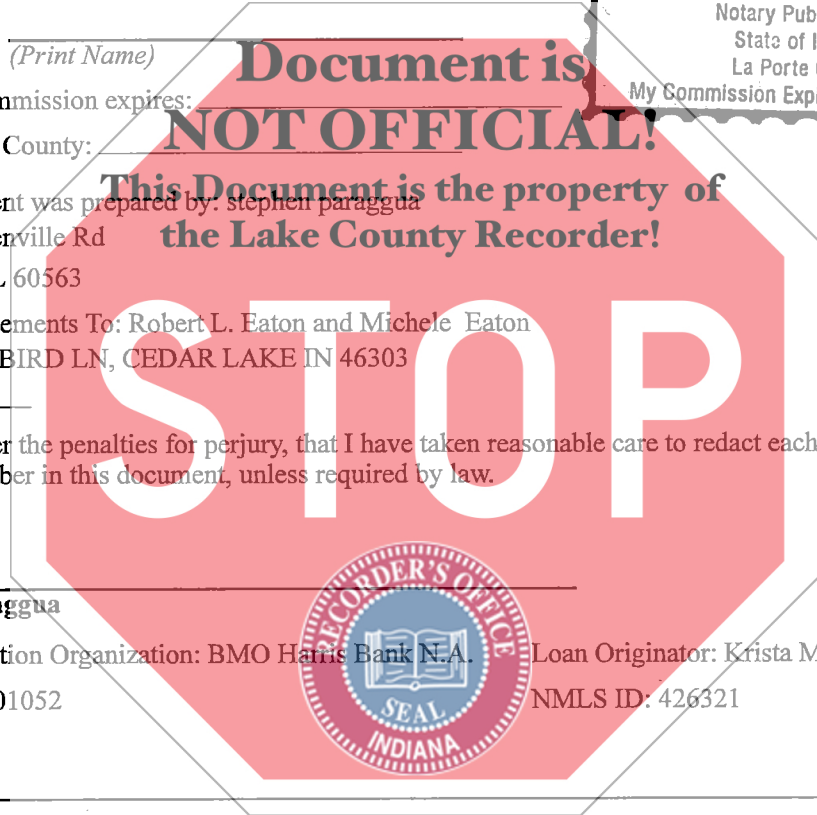 Notary Pub
(Print Name)
State of I
La Porte
mmission expires:
My Commission Exp
County:
Document is
NOT OFFICIAL!
This Document is the property of
the Lake County Recorder!
ent was prepared by: stephen paraggua
enville Rd
L 60563
ements To: Robert L. Eaton and Michele Eaton
BIRD LN, CEDAR LAKE IN 46303
STOP
er the penalties for perjury, that I have taken reasonable care to redact each
ber in this document, unless required by law.
RECORDER'S OFFICE
SEAL
INDIANA
aggua
tion Organization: BMO Harris Bank N.A.
Loan Originator: Krista M
01052
NMLS ID: 426321